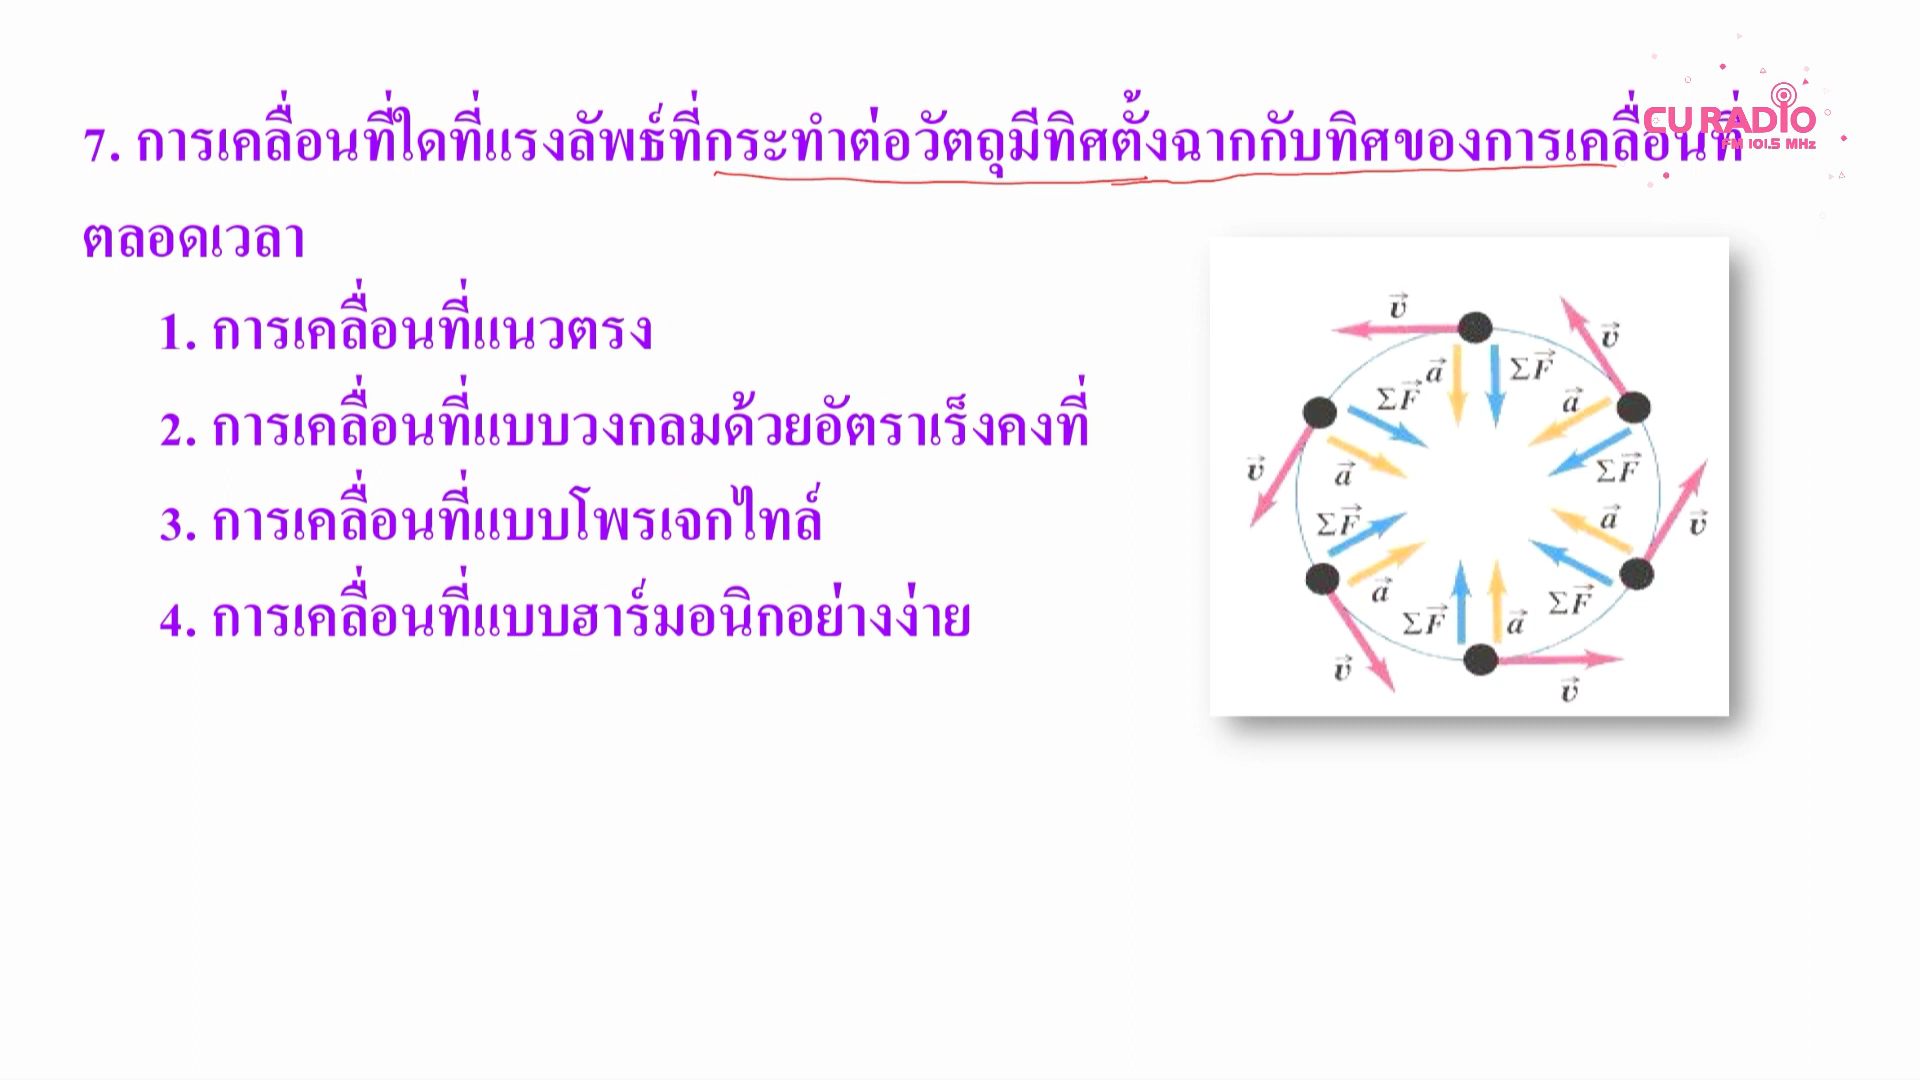 CU RADIO
FM 101.5 MHz
7. การเคลื่อนที่ใดที่แรงลัพธ์ที่กระทำต่อวัตถุมีทิศตั้งฉากกับทิศของการเคลื่อนที่
ตลอดเวลา
1. การเคลื่อนที่แนวตรง
2. การเคลื่อนที่แบบวงกลมด้วยอัตราเร็งคงที่
3. การเคลื่อนที่แบบโพรเจกไทล์
4. การเคลื่อนที่แบบฮาร์มอนิกอย่างง่าย
v⃗
v⃗
a⃗
ΣF⃗
ΣF⃗
a⃗
v⃗
a⃗
ΣF⃗
ΣF⃗
a⃗
v⃗
a⃗
ΣF⃗
ΣF⃗
a⃗
v⃗
v⃗